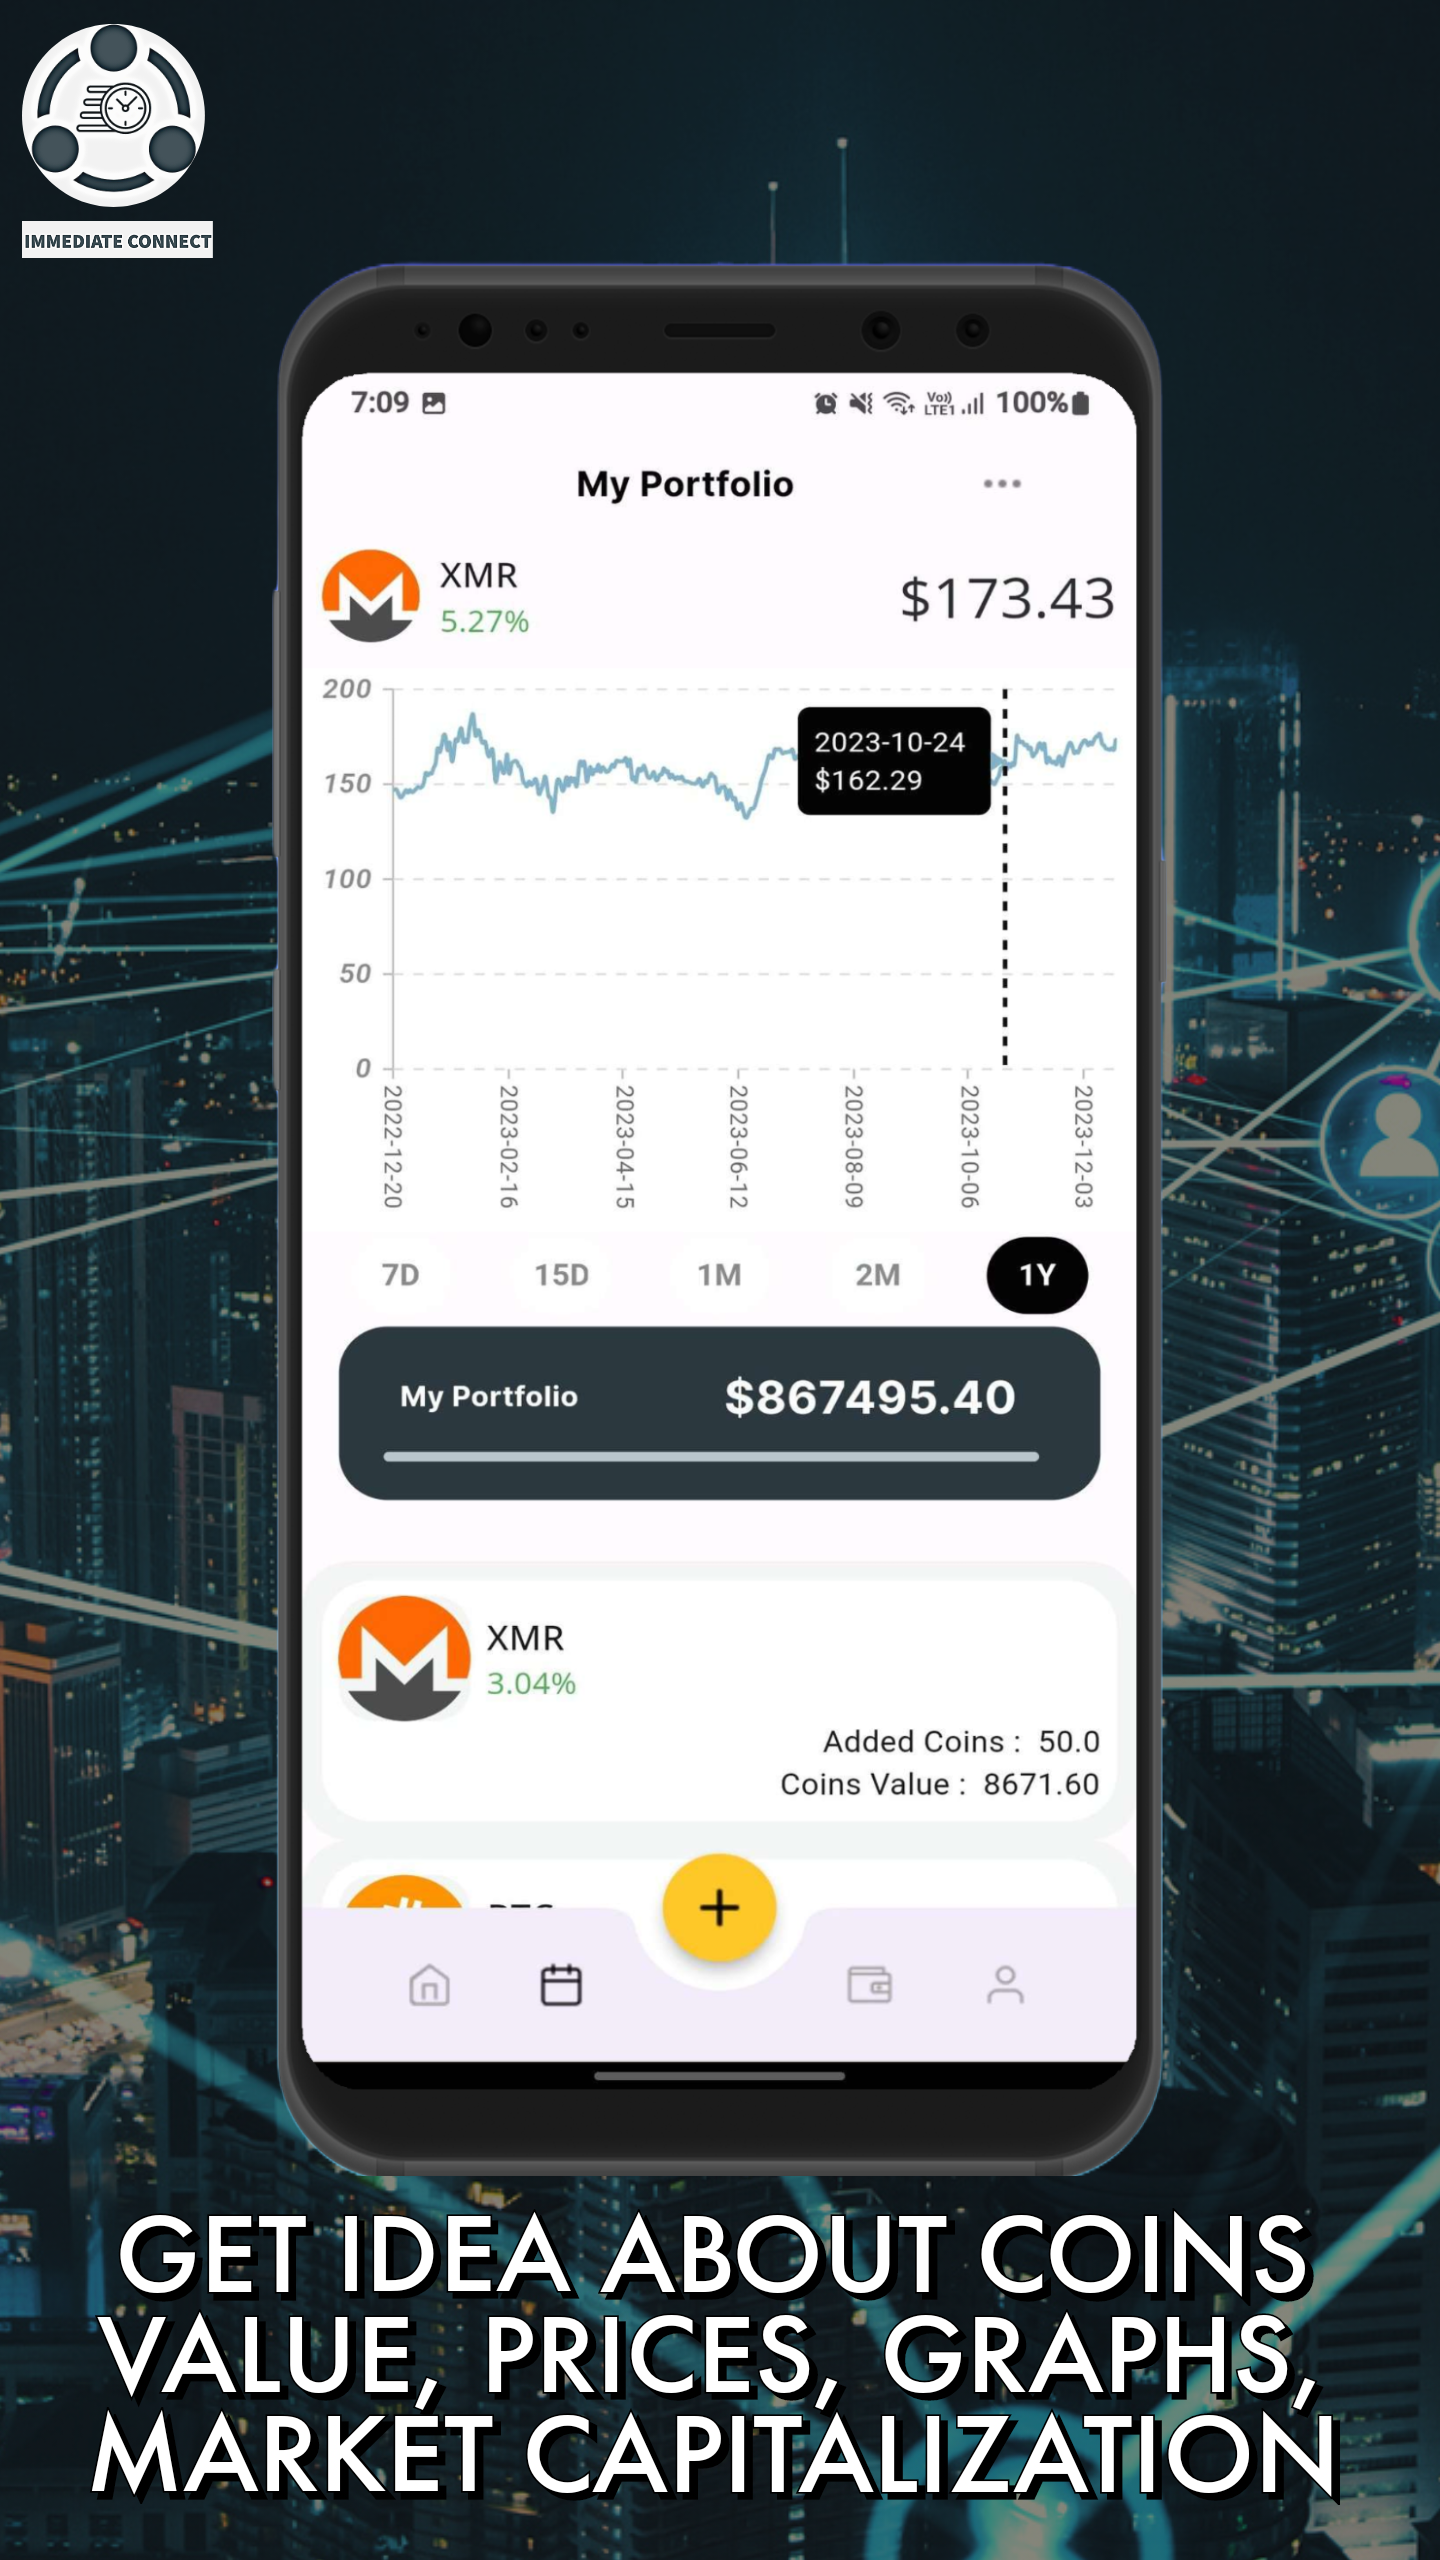 IMMEDIATE CONNECT
7:09
Vo))
LTE1
100%
My Portfolio
XMR
5.27%
$173.43
200
150
100
50
0
2023-10-24
$162.29
2022-12-20
2023-02-16
2023-04-15
2023-06-12
2023-08-09
2023-10-06
2023-12-03
7D 15D 1M 2M 1Y
My Portfolio $867495.40
XMR
3.04%
Added Coins : 50.0
Coins Value : 8671.60
GET IDEA ABOUT COINS
VALUE, PRICES, GRAPHS,
MARKET CAPITALIZATION